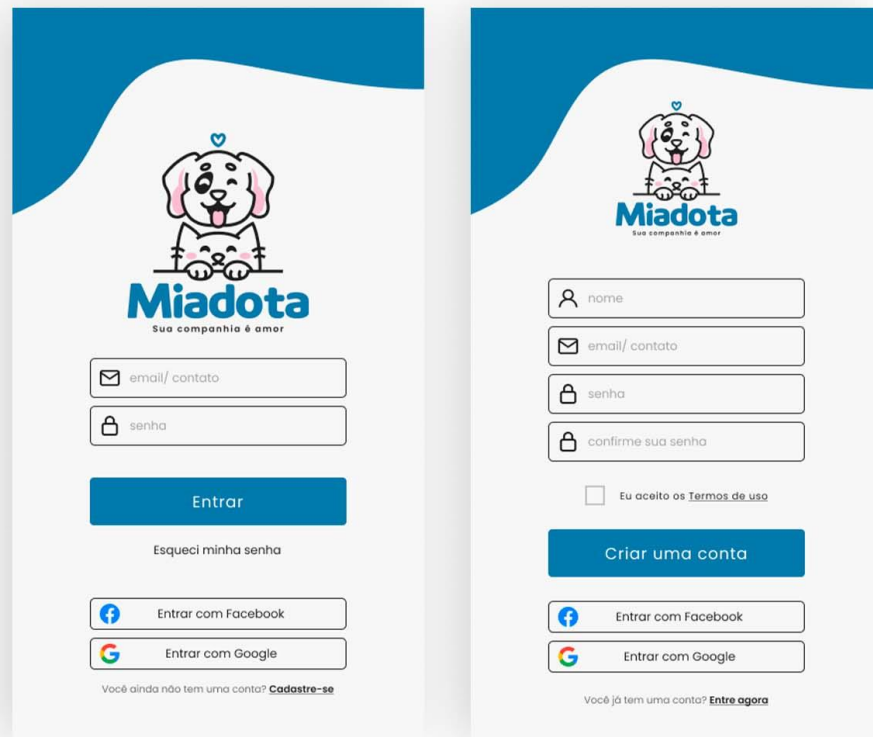 Miadota
Sua companhia é amor
email/ contato
senha
Entrar
Esqueci minha senha
Entrar com Facebook
Entrar com Google
Você ainda não tem uma conta? Cadastre-se
Miadota
Sua companhia é amor
nome
email/ contato
senha
confirme sua senha
Eu aceito os Termos de uso
Criar uma conta
Entrar com Facebook
Entrar com Google
Você já tem uma conta? Entre agora